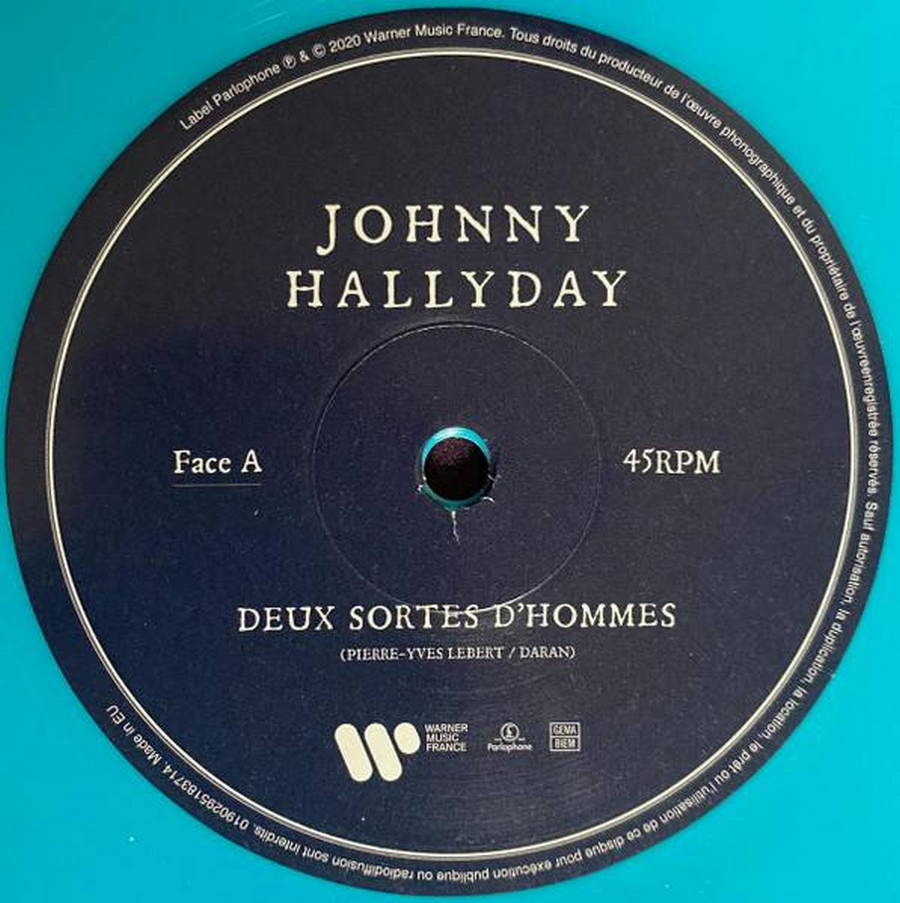 Label Parlophone ℗ & © 2020 Warner Music France. Tous droits du producteur de l'œuvre phonographique et du propriétaire de l'œuvreenregistrée réservés. Sauf autorisation, la duplication, la location, le prêt ou l'utilisation de ce disque pour exécution publique ou radiodiffusion sont interdits. 0190295183714. Made in EU
JOHNNY
HALLYDAY
Face A
45RPM
DEUX SORTES D'HOMMES
(PIERRE-YVES LEBERT / DARAN)
WARNER
MUSIC
FRANCE
Parlophone
GEMA
BIEM